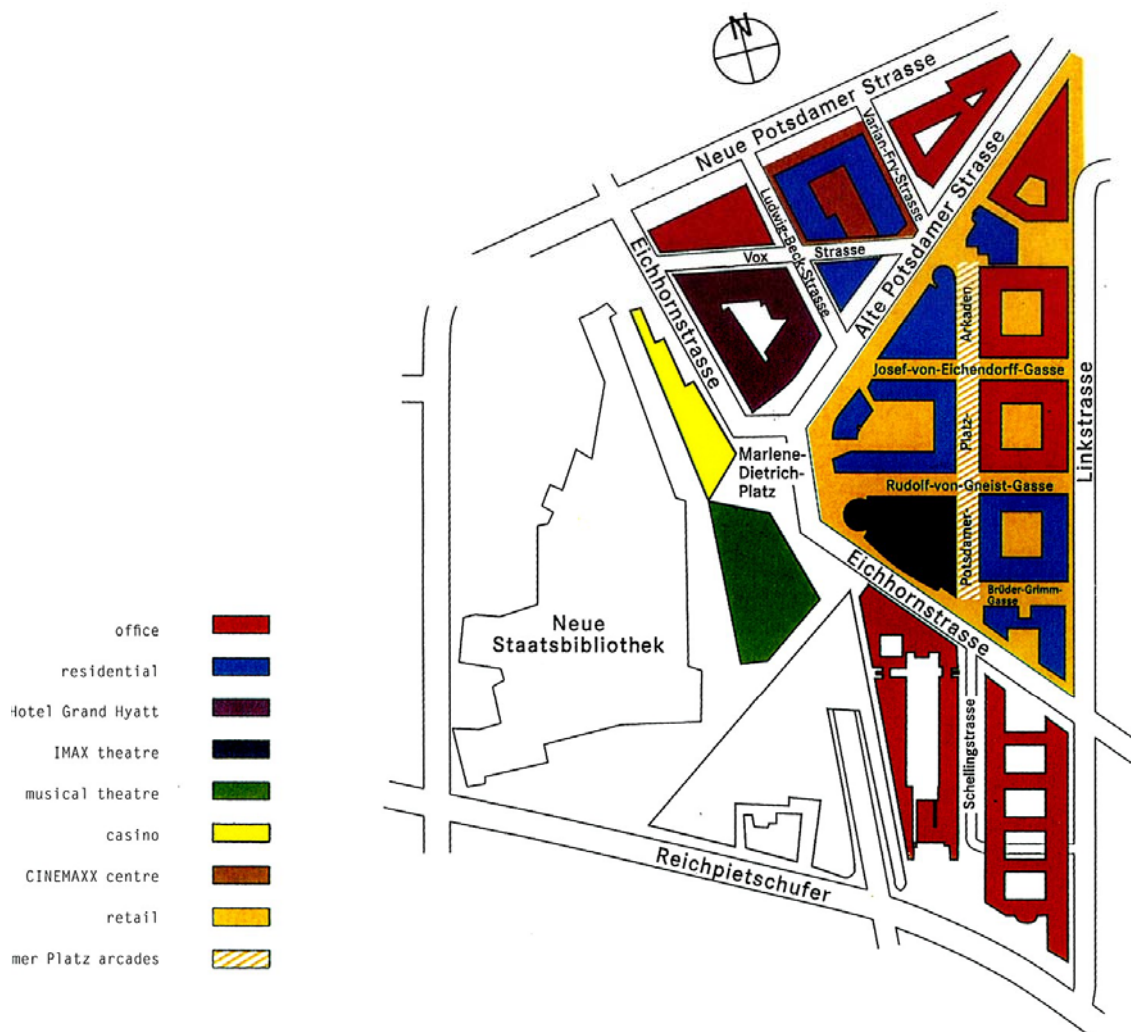 N
Neue Potsdamer Strasse
Varian-Fry-Strasse
Ludwig-Beck-Strasse
Alte Potsdamer Strasse
Vox Strasse
Eichhornstrasse
Arkaden
Josef-von-Eichendorff-Gasse
Platz-
Linkstrasse
Marlene-
Dietrich-
Platz
Rudolf-von-Gneist-Gasse
Potsdamer-
Eichhornstrasse
Brüder-Grimm-
Gasse
Neue
Staatsbibliothek
Schellingstrasse
Reichpietschufer
office
residential
Hotel Grand Hyatt
IMAX theatre
musical theatre
casino
CINEMAXX centre
retail
mer Platz arcades